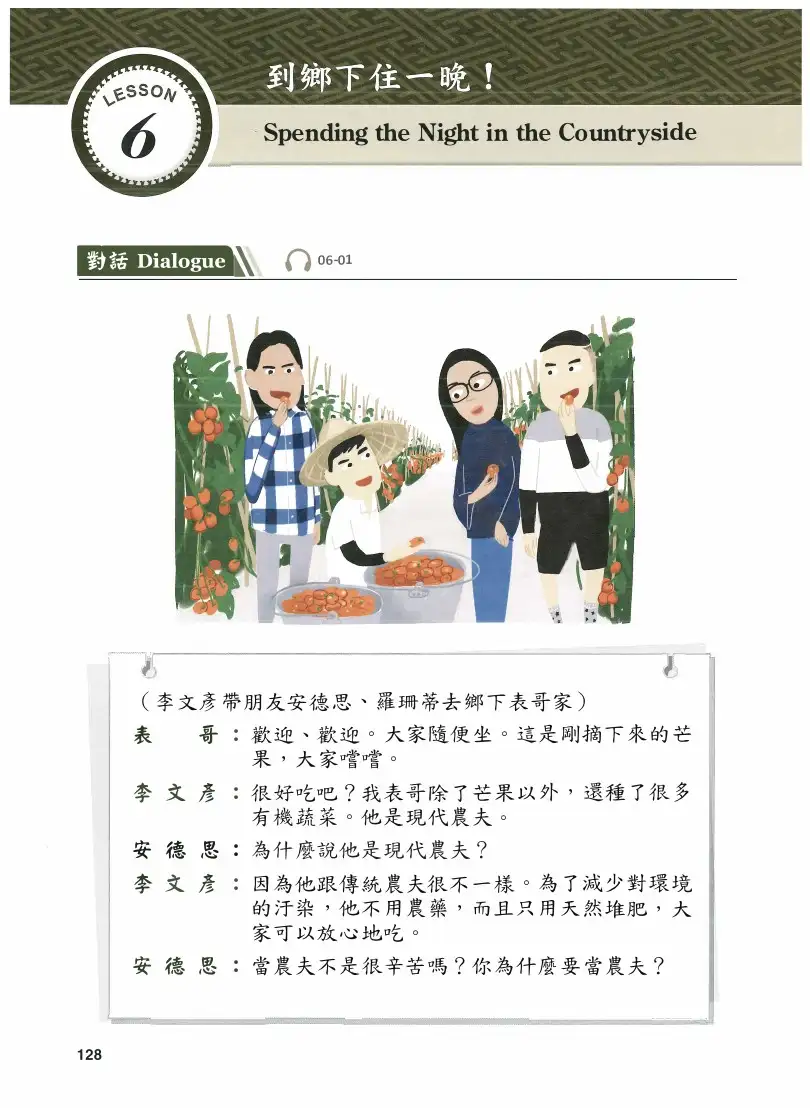 LESSON
6
到鄉下住一晚！
Spending the Night in the Countryside
對話 Dialogue
06-01
（李文彥帶朋友安德思、羅珊蒂去鄉下表哥家）
表哥：歡迎、歡迎。大家隨便坐。這是剛摘下來的芒
果，大家嚐嚐。
李文彥：很好吃吧？我表哥除了芒果以外，還種了很多
有機蔬菜。他是現代農夫。
安德思：為什麼說他是現代農夫？
李文彥：因為他跟傳統農夫很不一樣。為了減少對環境
的汙染，他不用農藥，而且只用天然堆肥，大
家可以放心地吃。
安德思：當農夫不是很辛苦嗎？你為什麼要當農夫？
128